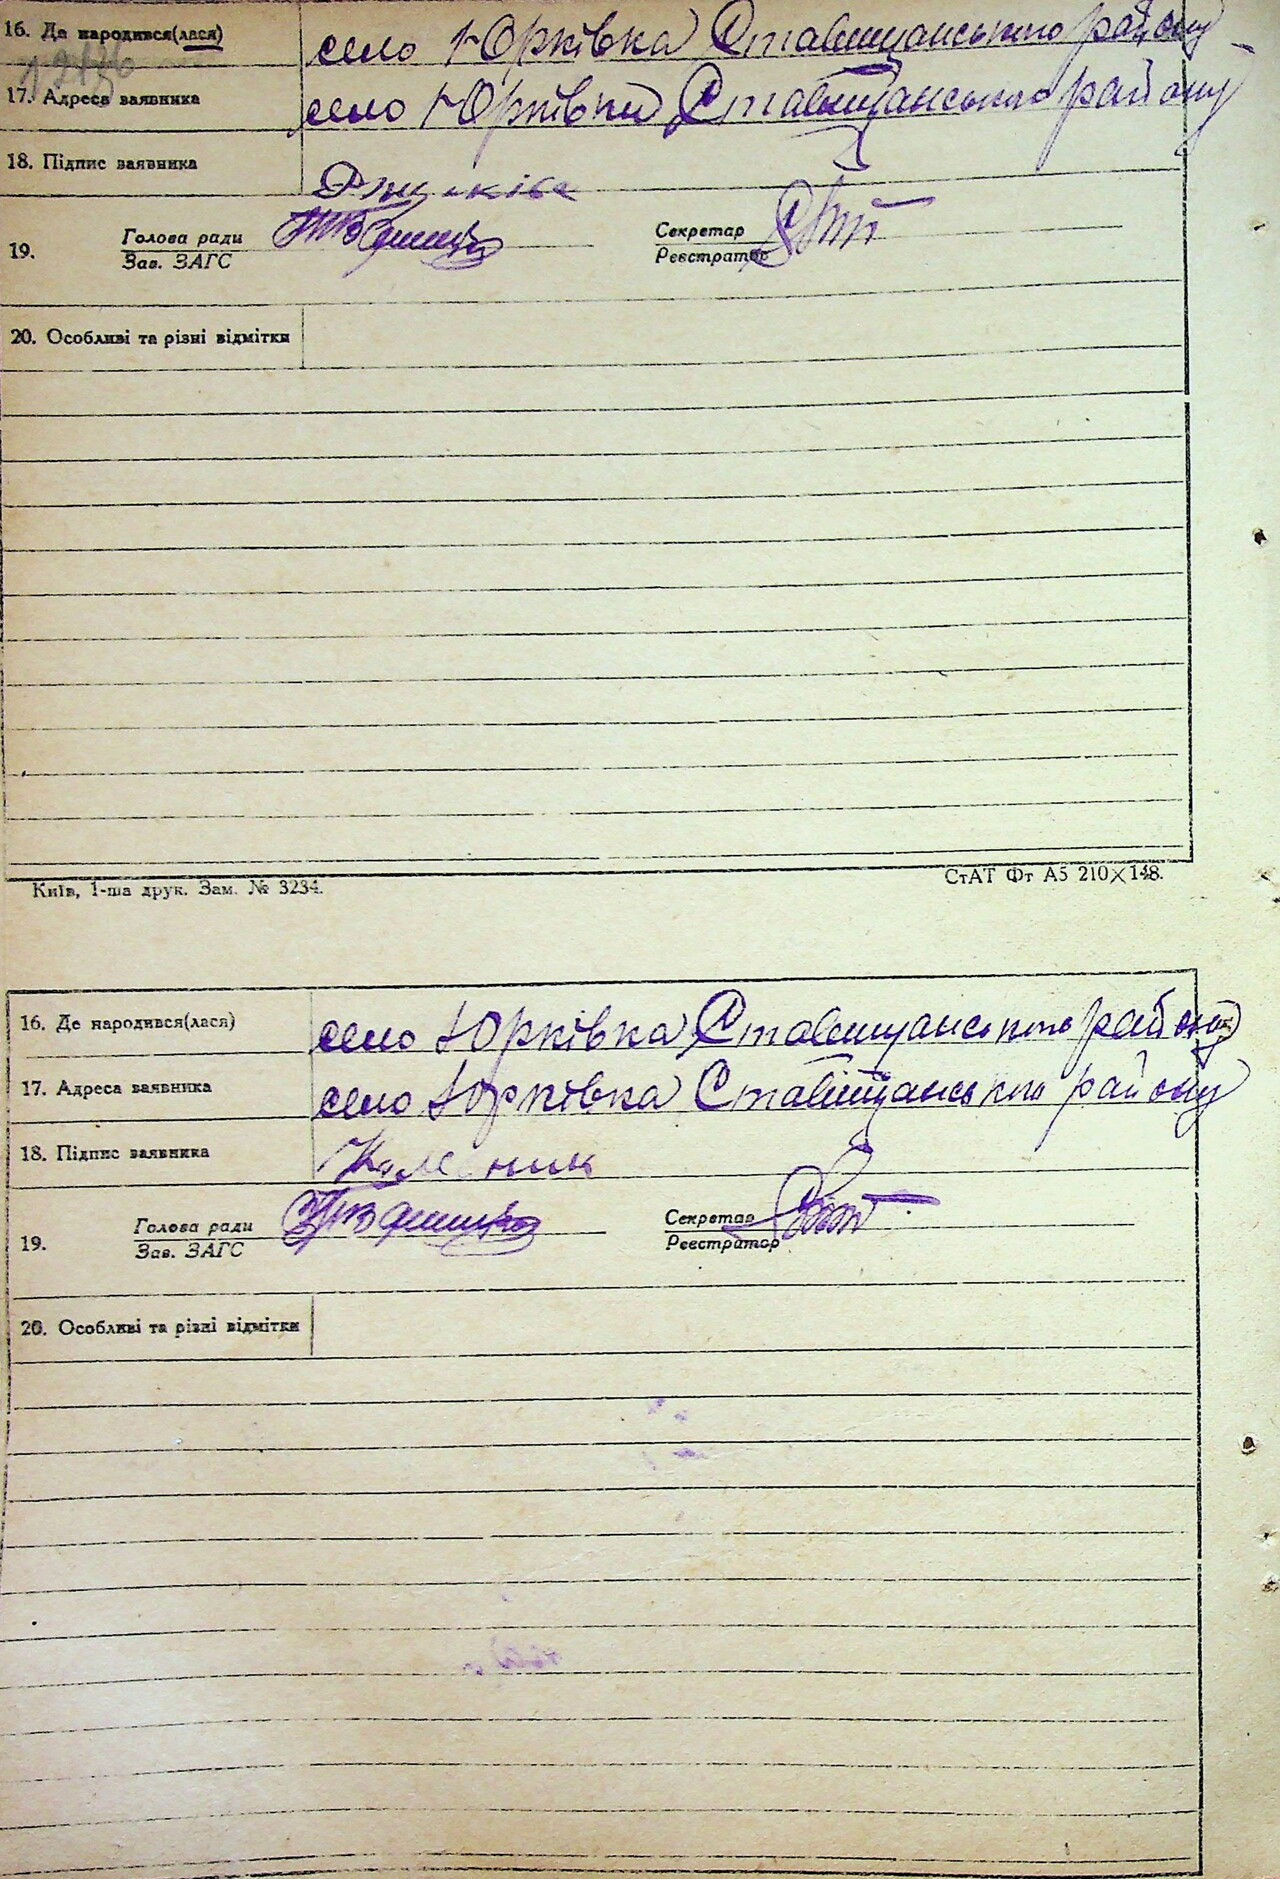 16. Де народився(лася) село Юрківка Ставищанського району
17. Адреса заявника село Юрківка Ставищанського району
18. Підпис заявника
19. Голова ради Секретар
Зав. ЗАГС Реєстратор
20. Особливі та різні відмітки
Київ, 1-ша друк. Зам. № 3234. СтАТ Фт А5 210×148.
16. Де народився(лася) село Юрківка Ставищанського району
17. Адреса заявника село Юрківка Ставищанського району
18. Підпис заявника Колесник
19. Голова ради Секретар
Зав. ЗАГС Реєстратор
20. Особливі та різні відмітки